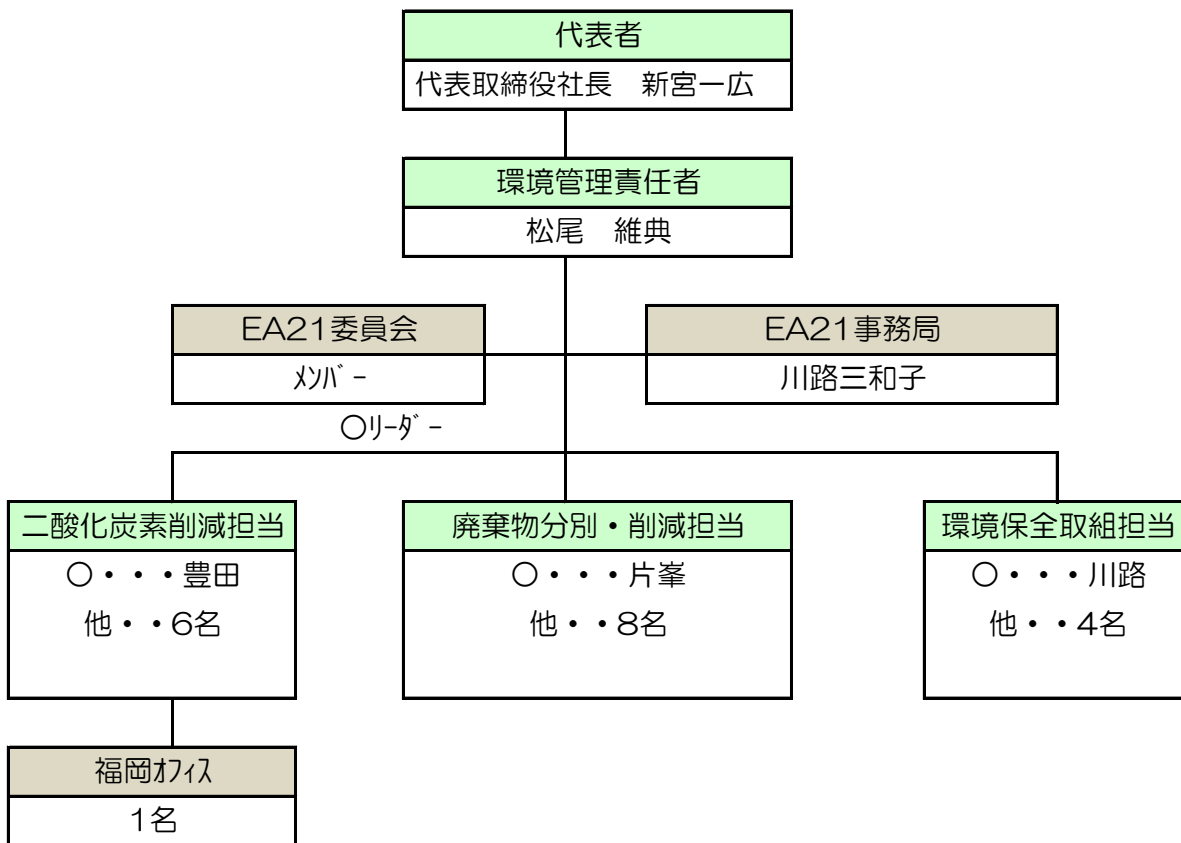 代表者
代表取締役社長　新宮一広
環境管理責任者
松尾　維典
EA21委員会
ﾒﾝﾊﾞｰ
EA21事務局
川路三和子
○ﾘｰﾀﾞｰ
二酸化炭素削減担当
○・・・豊田
他・・6名
廃棄物分別・削減担当
○・・・片峯
他・・8名
環境保全取組担当
○・・・川路
他・・4名
福岡ｵﾌｨｽ
1名